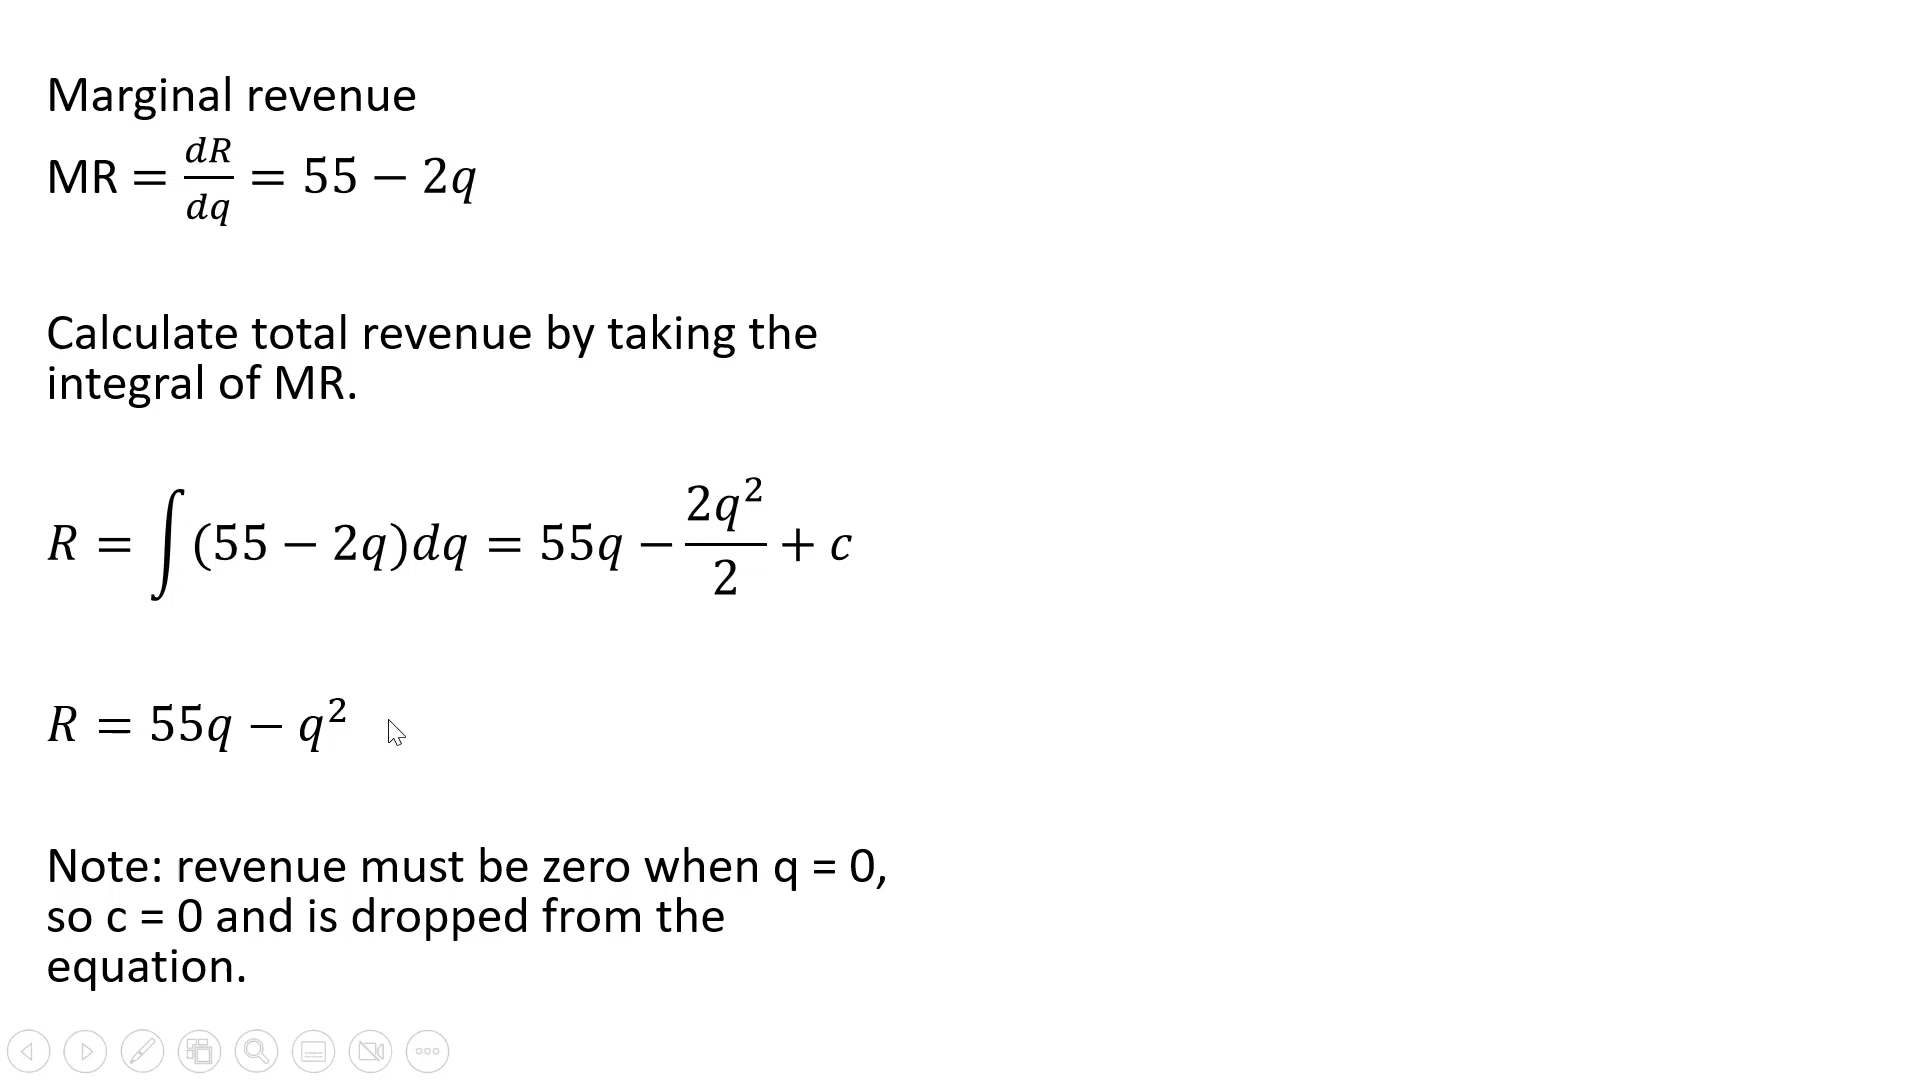 Marginal revenue
MR = dR/dq = 55 − 2q
Calculate total revenue by taking the
integral of MR.
R = ∫(55 − 2q)dq = 55q − 2q²/2 + c
R = 55q − q²
Note: revenue must be zero when q = 0,
so c = 0 and is dropped from the
equation.